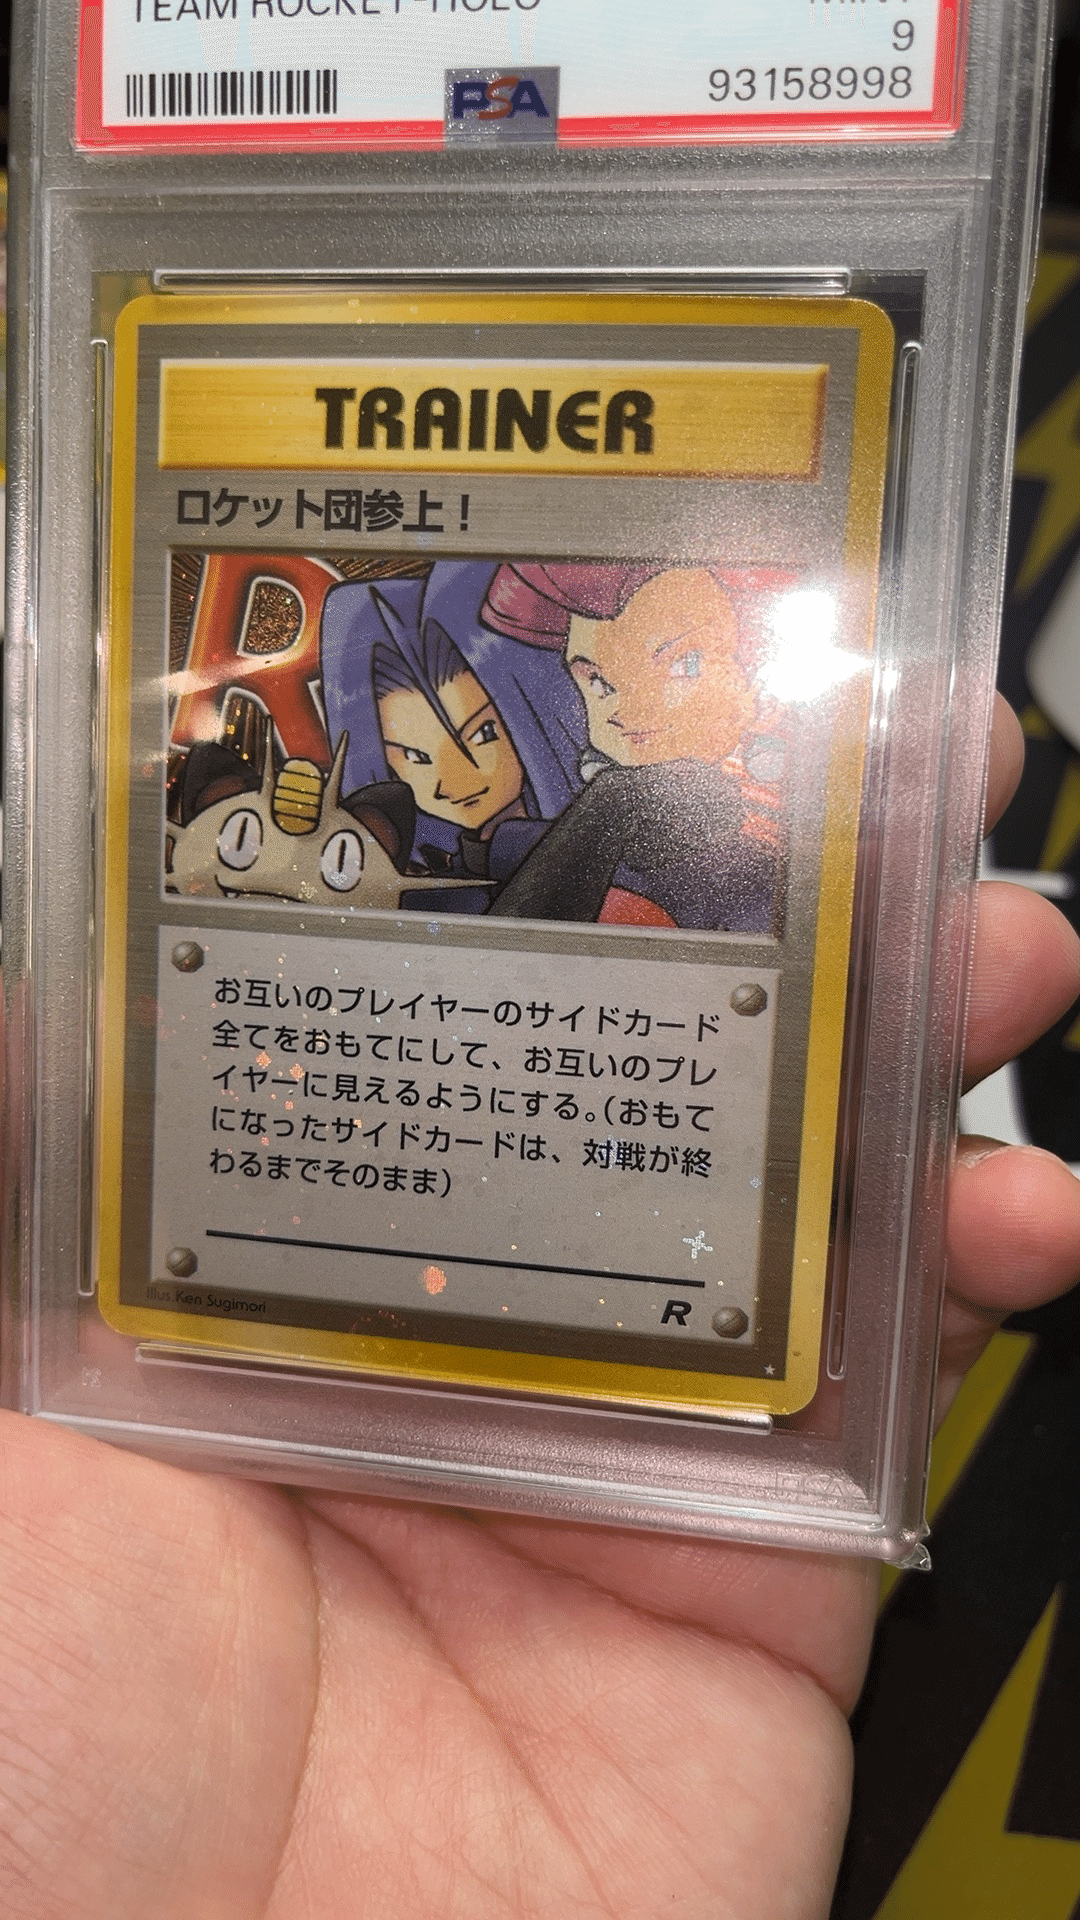 TEAM ROCKET-HOLO
MINT
9
PSA
93158998
TRAINER
ロケット団参上！
R
お互いのプレイヤーのサイドカード
全てをおもてにして、お互いのプレ
イヤーに見えるようにする。（おもて
になったサイドカードは、対戦が終
わるまでそのまま）
R
Illus. Ken Sugimori
★